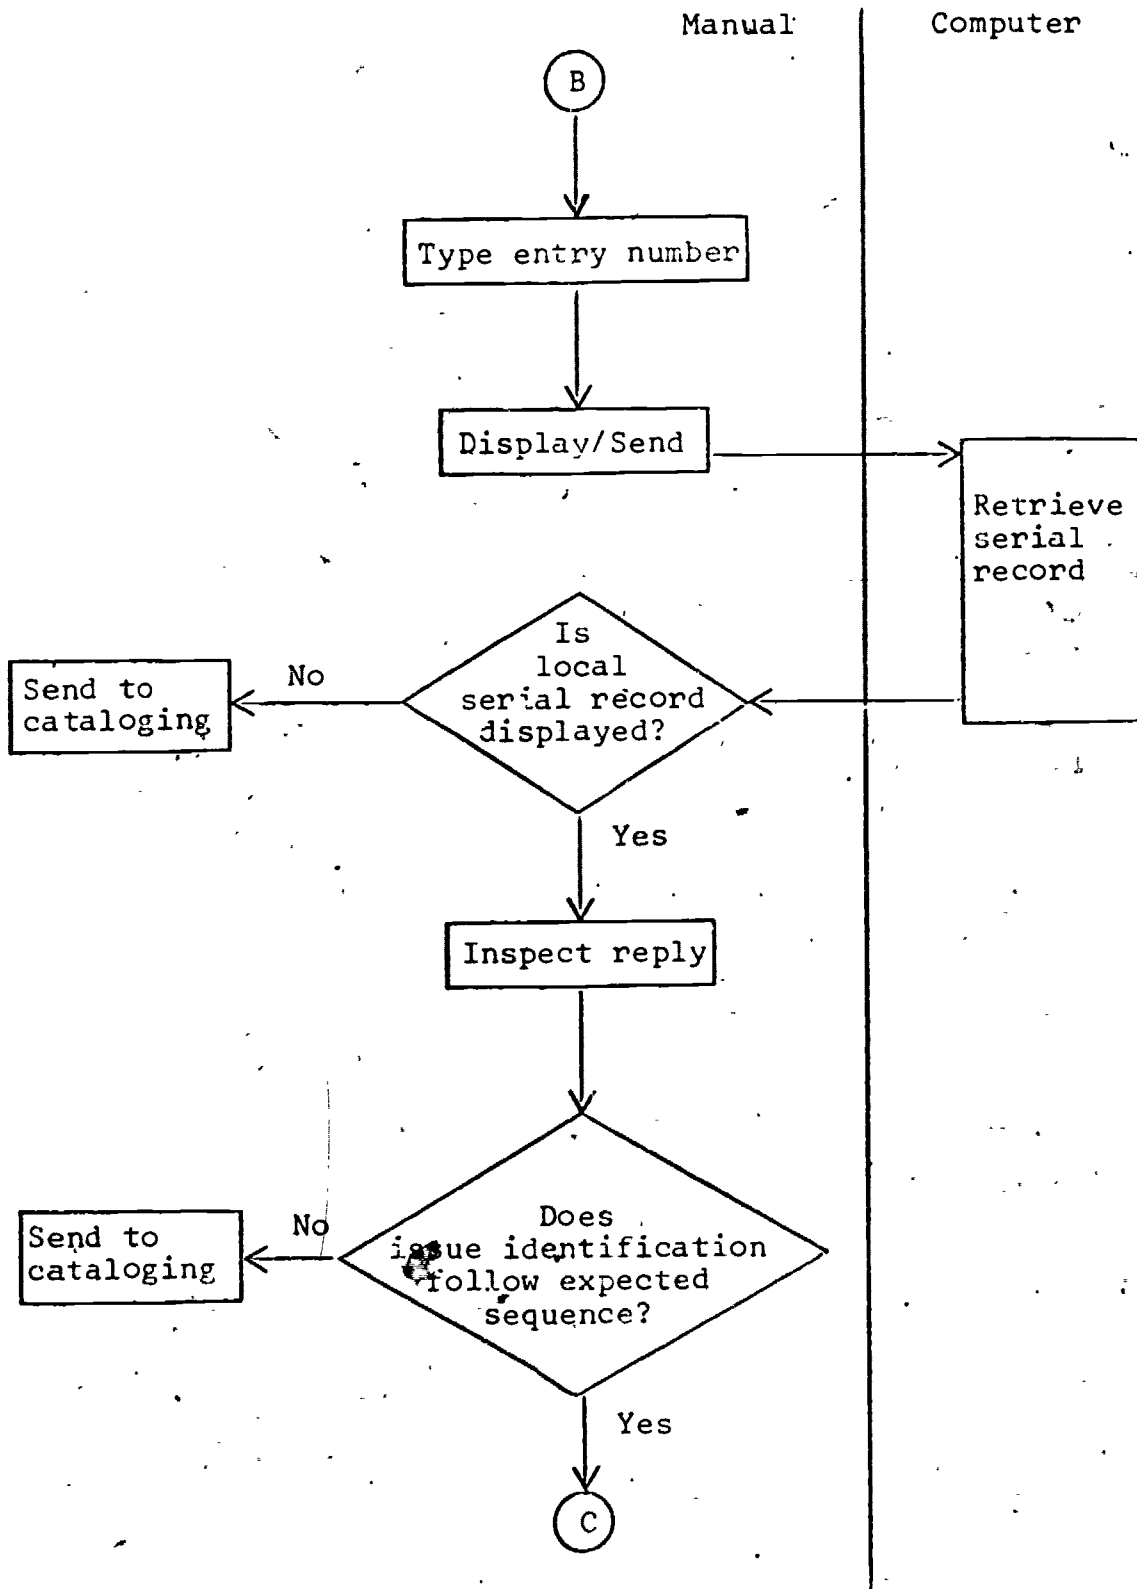 Manual
Computer
B
Type entry number
Display/Send
Retrieve
serial
record
Is
local
serial record
displayed?
No
Send to
cataloging
Yes
Inspect reply
Does
issue identification
follow expected
sequence?
No
Send to
cataloging
Yes
C